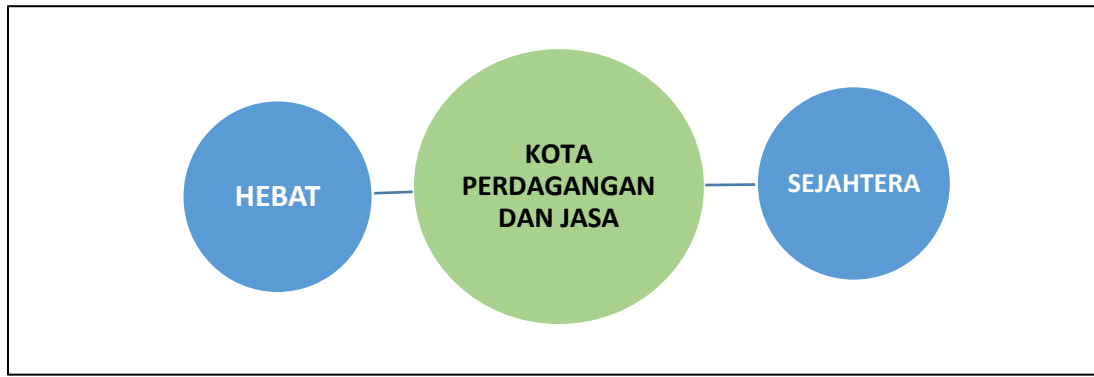 HEBAT
KOTA
PERDAGANGAN
DAN JASA
SEJAHTERA